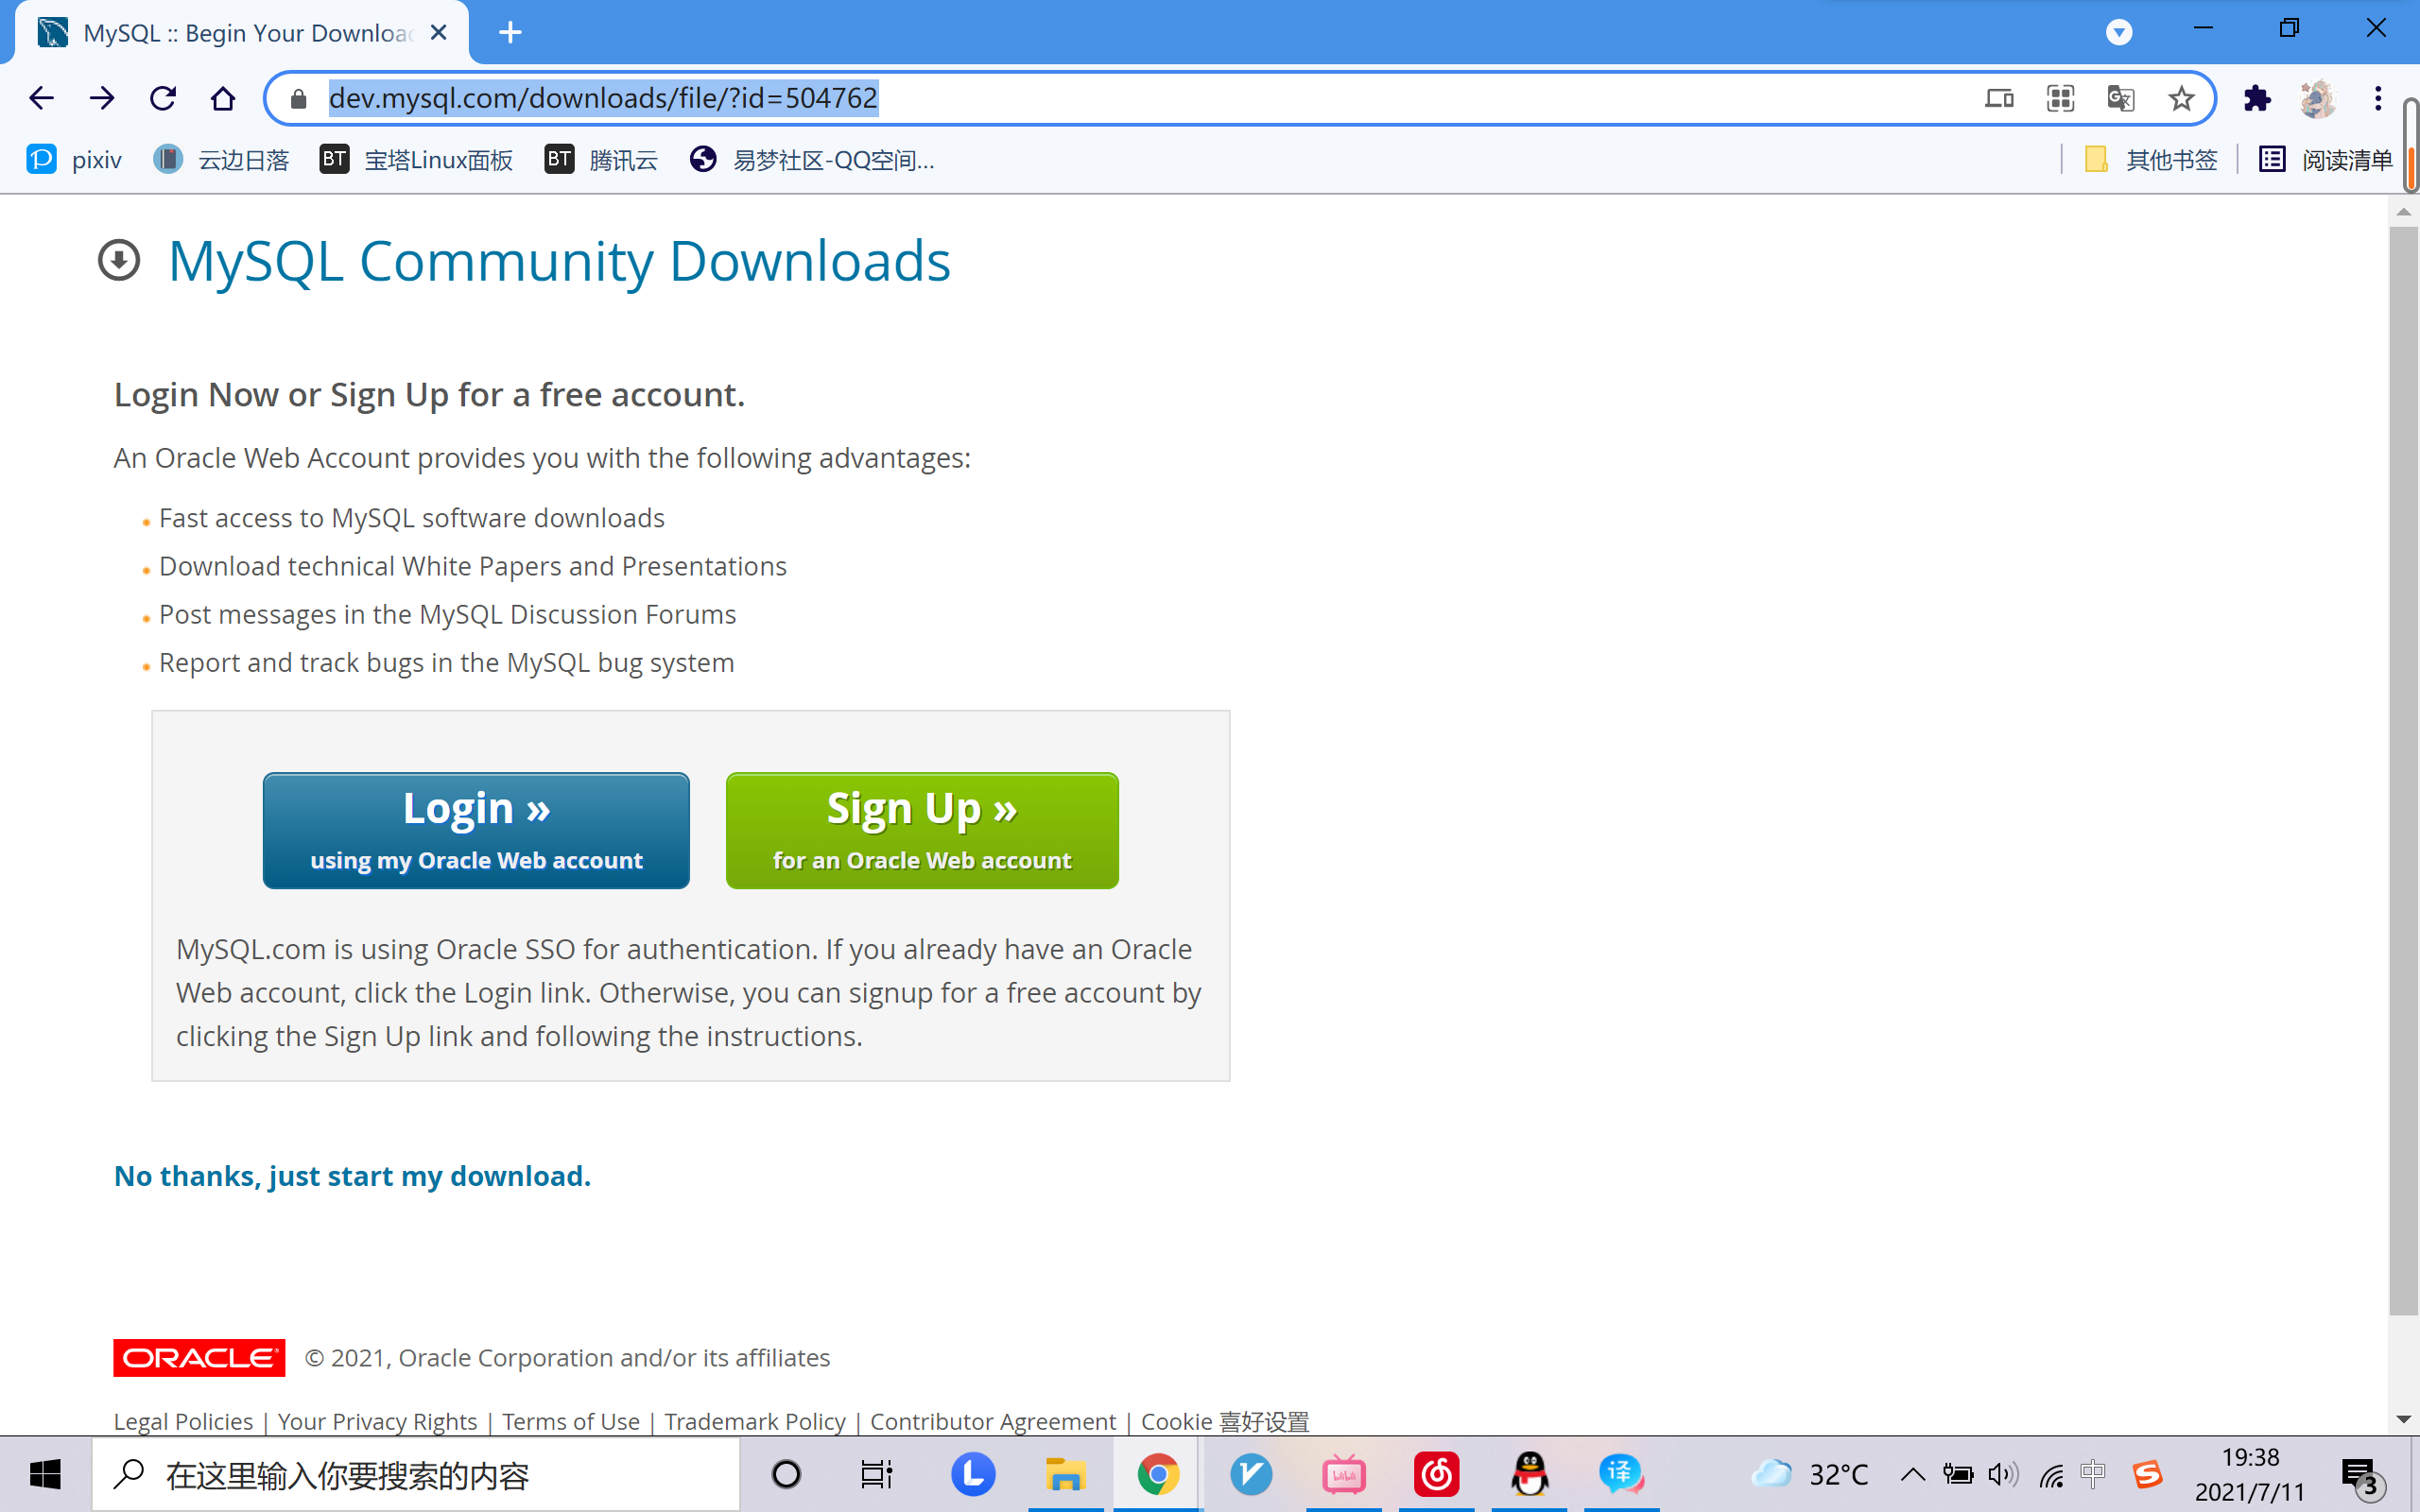 MySQL :: Begin Your Downloa
dev.mysql.com/downloads/file/?id=504762
pixiv 云边日落 BT 宝塔Linux面板 BT 腾讯云 易梦社区-QQ空间... 其他书签 阅读清单
MySQL Community Downloads
Login Now or Sign Up for a free account.
An Oracle Web Account provides you with the following advantages:
Fast access to MySQL software downloads
Download technical White Papers and Presentations
Post messages in the MySQL Discussion Forums
Report and track bugs in the MySQL bug system
Login » Sign Up »
using my Oracle Web account for an Oracle Web account
MySQL.com is using Oracle SSO for authentication. If you already have an Oracle
Web account, click the Login link. Otherwise, you can signup for a free account by
clicking the Sign Up link and following the instructions.
No thanks, just start my download.
ORACLE © 2021, Oracle Corporation and/or its affiliates
Legal Policies | Your Privacy Rights | Terms of Use | Trademark Policy | Contributor Agreement | Cookie 喜好设置
在这里输入你要搜索的内容 译 32°C 中 19:38
2021/7/11 3